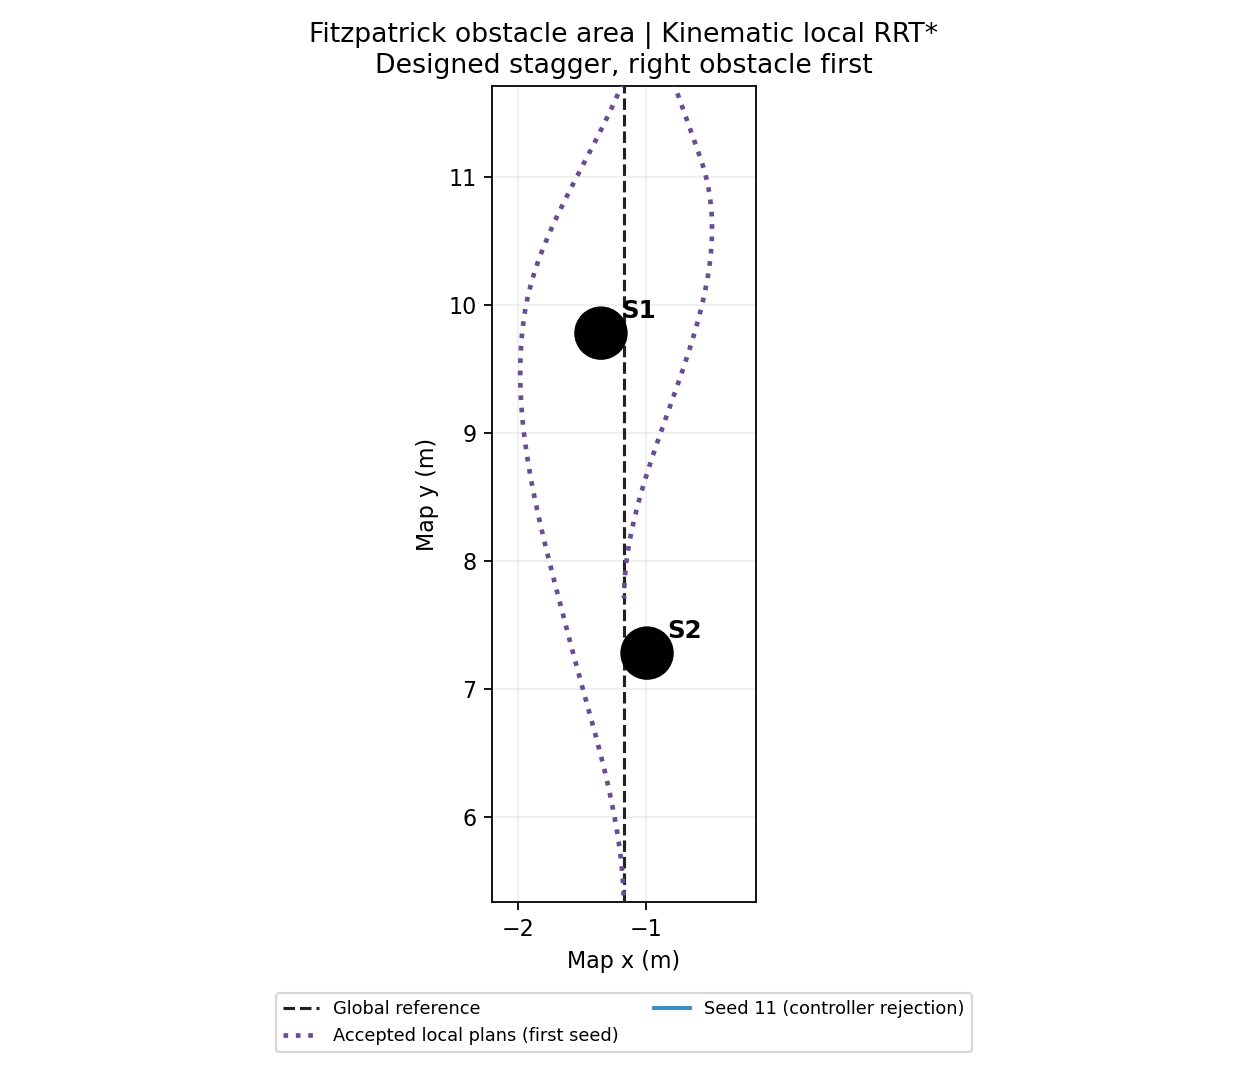 Fitzpatrick obstacle area | Kinematic local RRT*
Designed stagger, right obstacle first
11
10
9
8
7
6
S1
S2
Map y (m)
−2
−1
Map x (m)
Global reference
Accepted local plans (first seed)
Seed 11 (controller rejection)